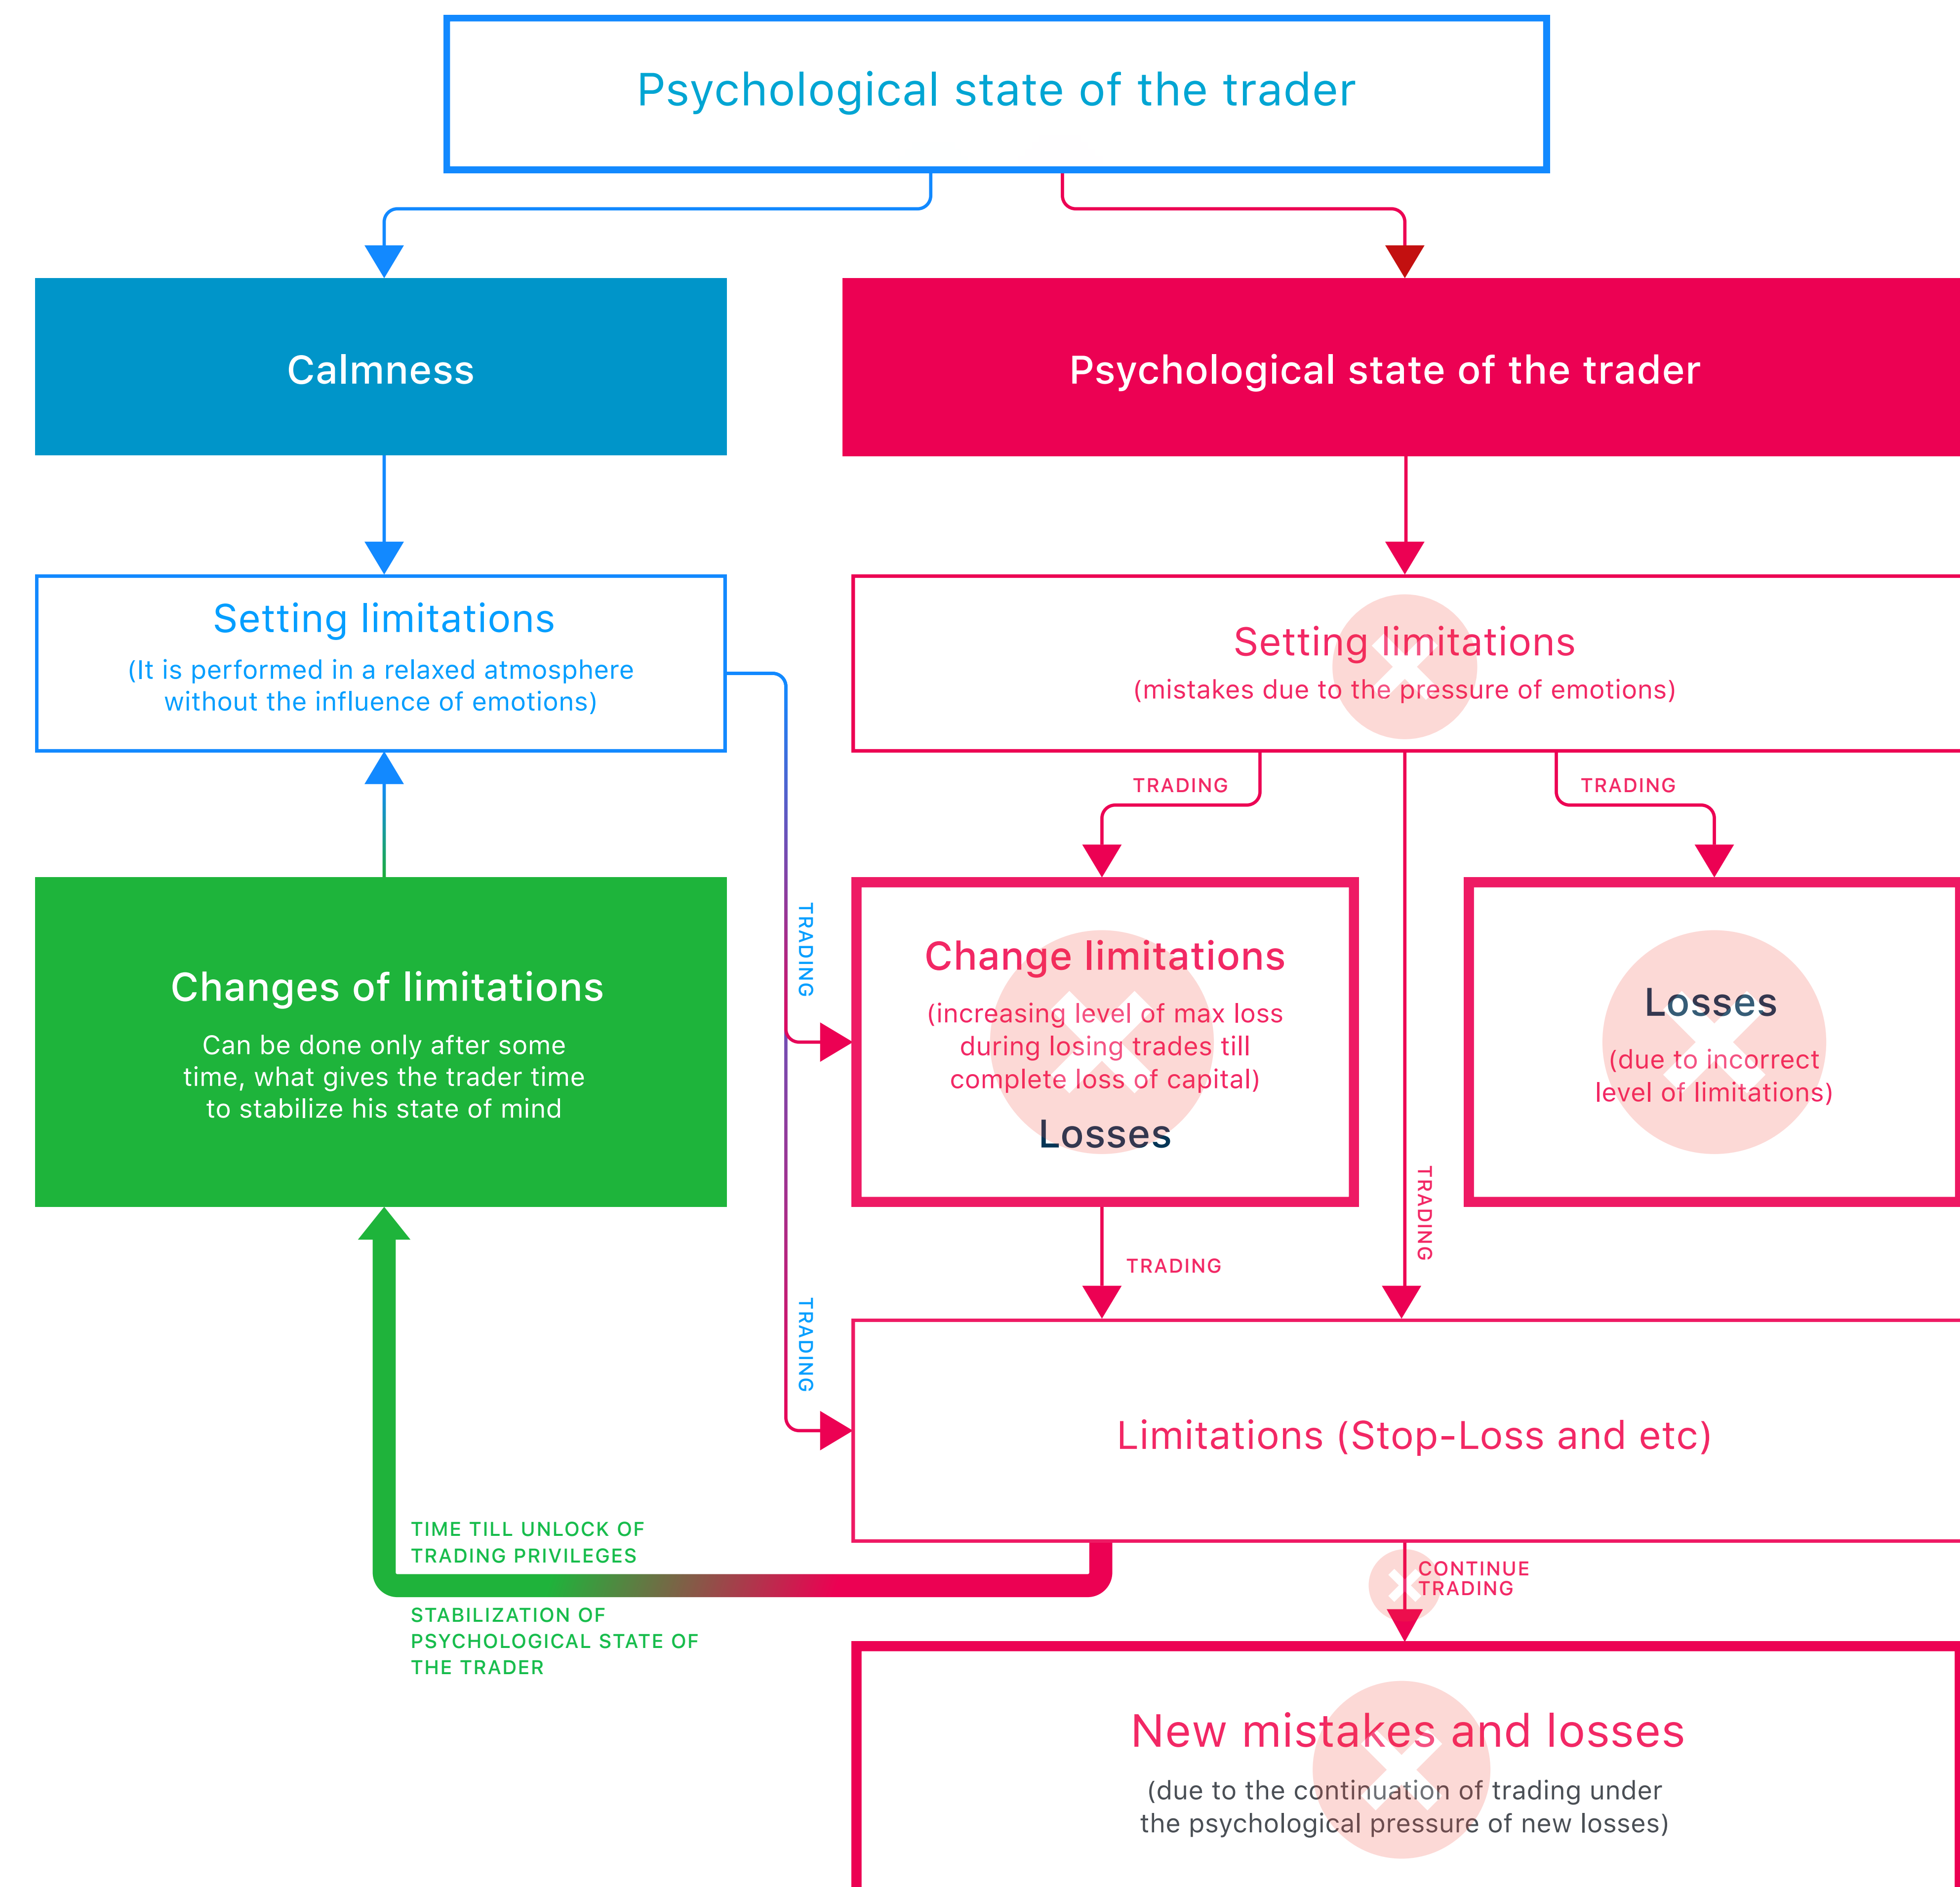 Psychological state of the trader
Calmness
Psychological state of the trader
Setting limitations
(It is performed in a relaxed atmosphere
without the influence of emotions)
Setting limitations
(mistakes due to the pressure of emotions)
TRADING
TRADING
Changes of limitations
Can be done only after some
time, what gives the trader time
to stabilize his state of mind
TRADING
Change limitations
(increasing level of max loss
during losing trades till
complete loss of capital)
Losses
Losses
(due to incorrect
level of limitations)
TRADING
TRADING
TRADING
Limitations (Stop-Loss and etc)
TIME TILL UNLOCK OF
TRADING PRIVILEGES
STABILIZATION OF
PSYCHOLOGICAL STATE OF
THE TRADER
CONTINUE
TRADING
New mistakes and losses
(due to the continuation of trading under
the psychological pressure of new losses)